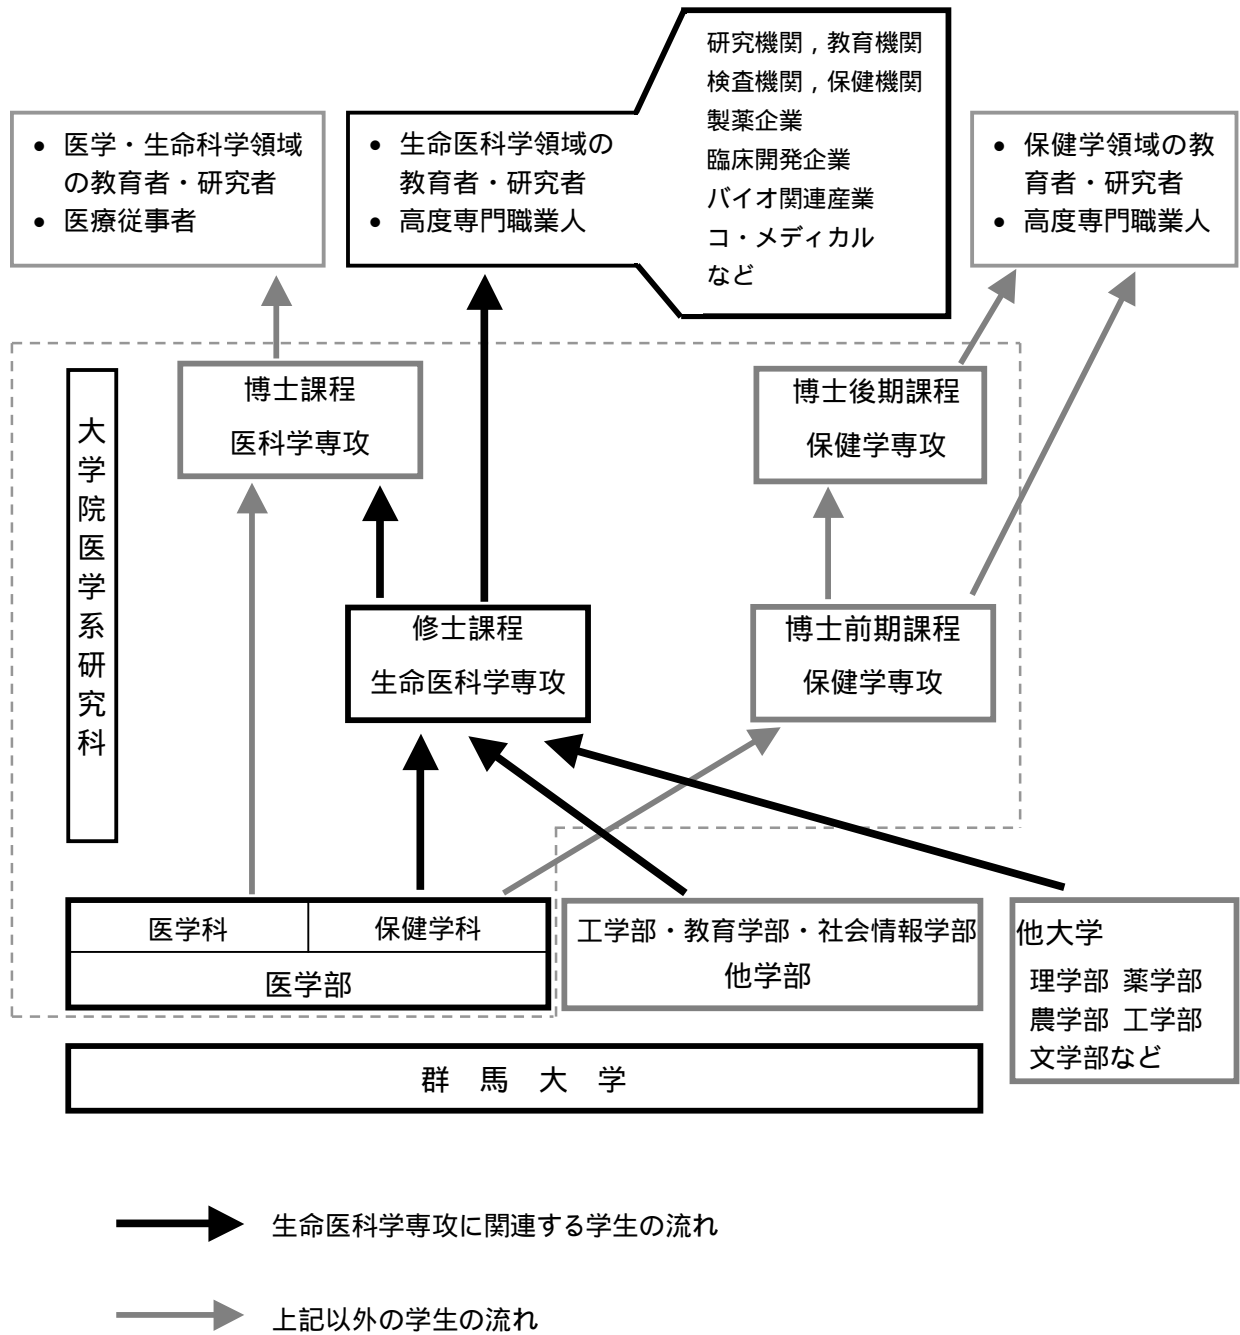 研究機関，教育機関
検査機関，保健機関
製薬企業
臨床開発企業
バイオ関連産業
コ・メディカル
など
• 医学・生命科学領域
の教育者・研究者
• 医療従事者
• 生命医科学領域の
教育者・研究者
• 高度専門職業人
• 保健学領域の教
育者・研究者
• 高度専門職業人
大学院医学系研究科
博士課程
医科学専攻
博士後期課程
保健学専攻
修士課程
生命医科学専攻
博士前期課程
保健学専攻
医学科
保健学科
医学部
工学部・教育学部・社会情報学部
他学部
他大学
理学部 薬学部
農学部 工学部
文学部など
群 馬 大 学
生命医科学専攻に関連する学生の流れ
上記以外の学生の流れ